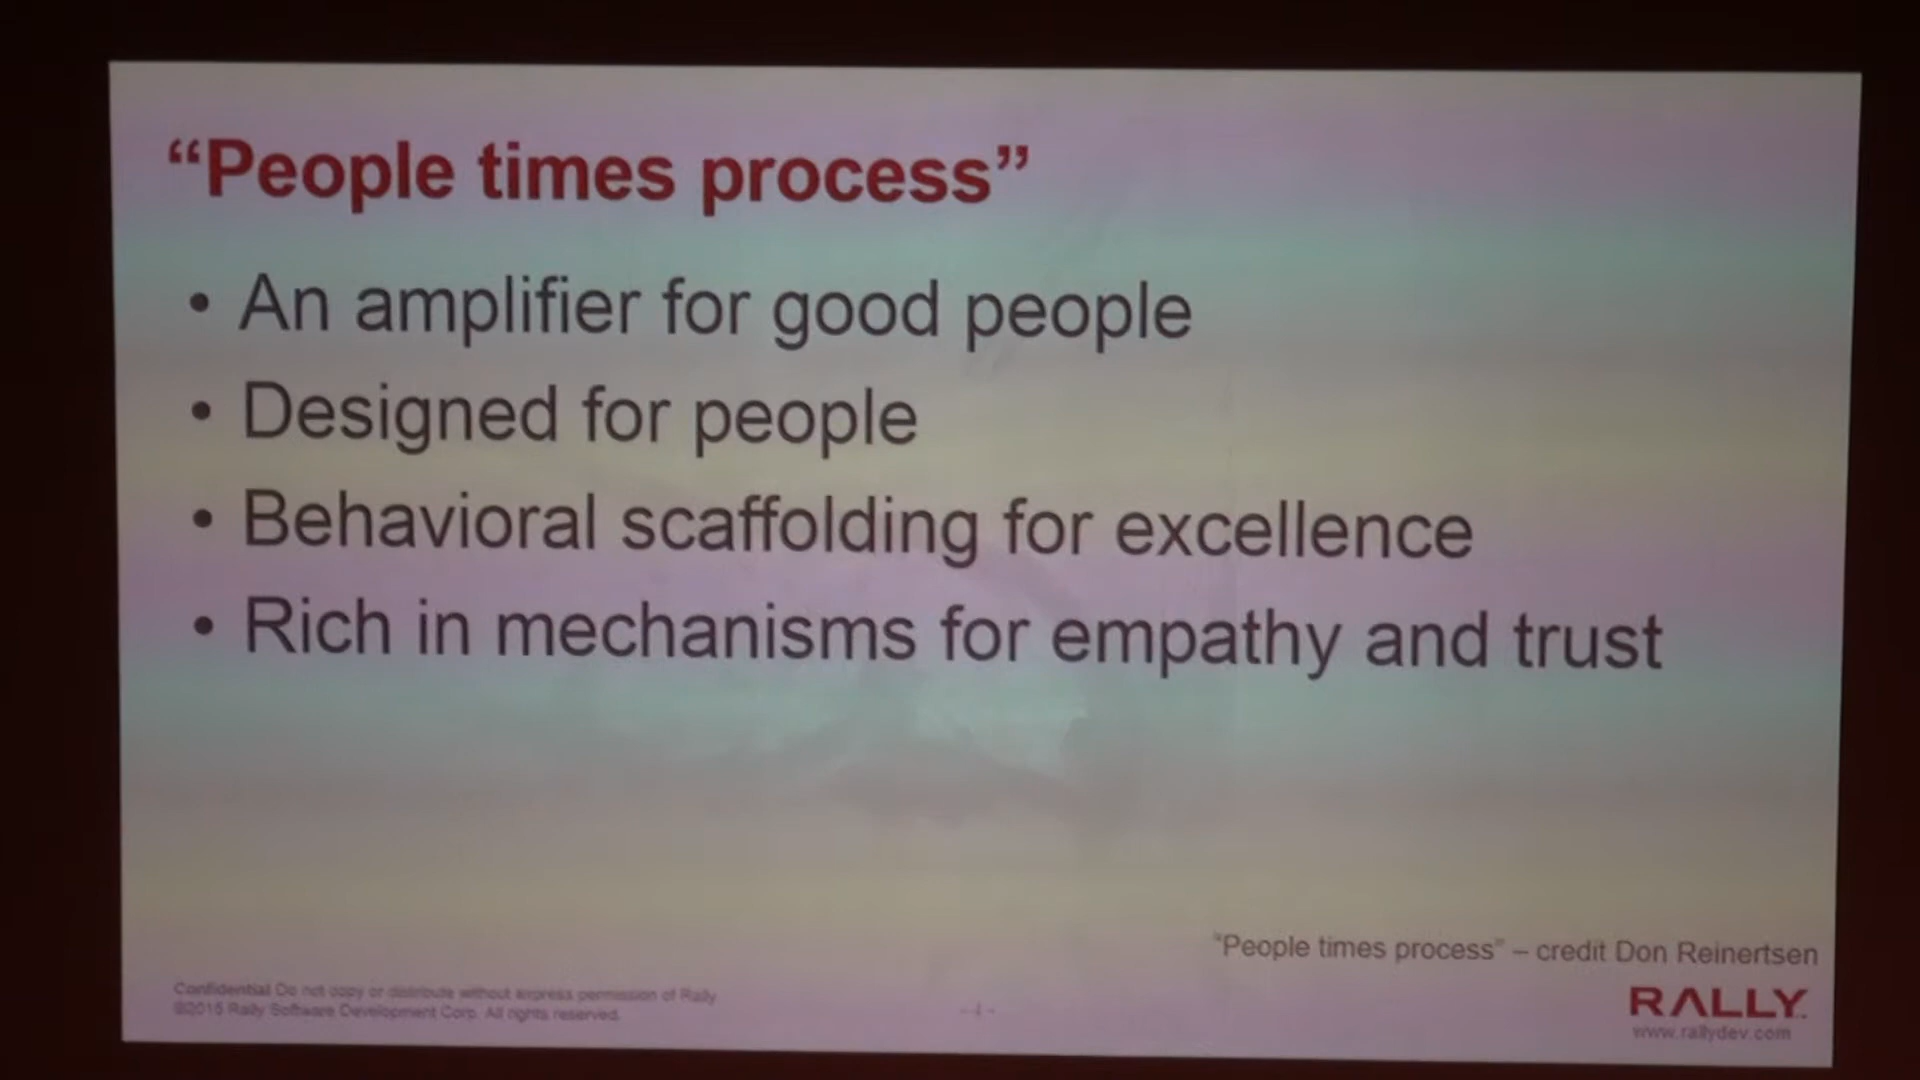 “People times process”
• An amplifier for good people
• Designed for people
• Behavioral scaffolding for excellence
• Rich in mechanisms for empathy and trust
“People times process” – credit Don Reinertsen
Confidential Do not copy or distribute without express permission of Rally
©2015 Rally Software Development Corp. All rights reserved.
RALLY
www.rallydev.com